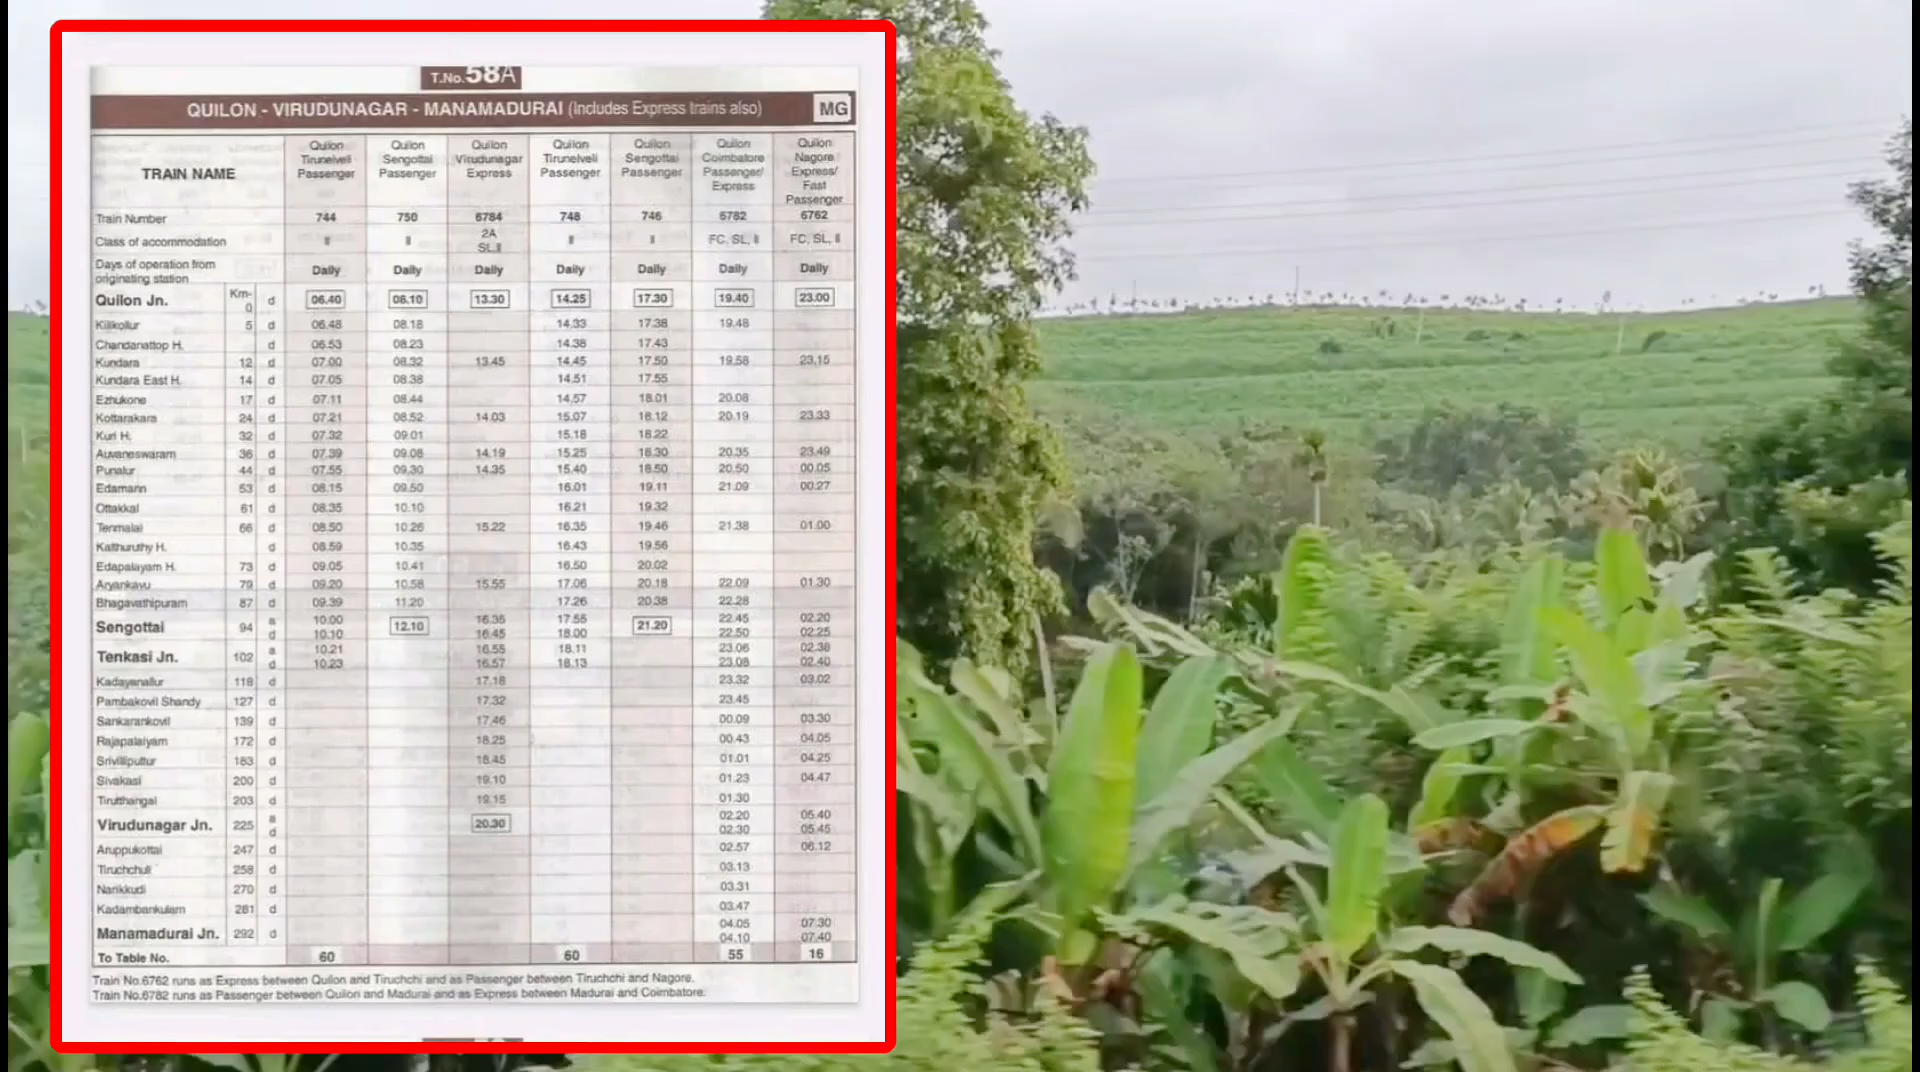 T.No.58A
QUILON - VIRUDUNAGAR - MANAMADURAI (Includes Express trains also) MG
TRAIN NAME Quilon Tirunelveli Passenger Quilon Sengottai Passenger Quilon Virudunagar Express Quilon Tirunelveli Passenger Quilon Sengottai Passenger Quilon Coimbatore Passenger/ Express Quilon Nagore Express/ Fast Passenger
Train Number 744 750 6784 748 746 6782 6762
Class of accommodation II II 2A SL,II II II FC, SL, II FC, SL, II
Days of operation from originating station Daily Daily Daily Daily Daily Daily Daily
Quilon Jn. Km- 0 d 06.40 08.10 13.30 14.25 17.30 19.40 23.00
Kilikollur 5 d 06.48 08.18 14.33 17.38 19.48
Chandanattop H. d 06.53 08.23 14.38 17.43
Kundara 12 d 07.00 08.32 13.45 14.45 17.50 19.58 23.15
Kundara East H. 14 d 07.05 08.38 14.51 17.55
Ezhukone 17 d 07.11 08.44 14.57 18.01 20.08
Kottarakara 24 d 07.21 08.52 14.03 15.07 18.12 20.19 23.33
Kuri H. 32 d 07.32 09.01 15.18 18.22
Auvaneswaram 36 d 07.39 09.08 14.19 15.25 18.30 20.35 23.49
Punalur 44 d 07.55 09.30 14.35 15.40 18.50 20.50 00.05
Edamann 53 d 08.15 09.50 16.01 19.11 21.09 00.27
Ottakkal 61 d 08.35 10.10 16.21 19.32
Tenmalai 66 d 08.50 10.26 15.22 16.35 19.46 21.38 01.00
Kalthuruthy H. d 08.59 10.35 16.43 19.56
Edapalayam H. 73 d 09.05 10.41 16.50 20.02
Aryankavu 79 d 09.20 10.58 15.55 17.06 20.18 22.09 01.30
Bhagavathipuram 87 d 09.39 11.20 17.26 20.38 22.28
Sengottai 94 a 10.00 12.10 16.35 17.55 21.20 22.45 02.20
d 10.10 16.45 18.00 22.50 02.25
Tenkasi Jn. 102 a 10.21 16.55 18.11 23.06 02.38
d 10.23 16.57 18.13 23.08 02.40
Kadayanallur 118 d 17.18 23.32 03.02
Pambakovil Shandy 127 d 17.32 23.45
Sankarankovil 139 d 17.46 00.09 03.30
Rajapalaiyam 172 d 18.25 00.43 04.05
Srivilliputtur 183 d 18.45 01.01 04.25
Sivakasi 200 d 19.10 01.23 04.47
Tirutthangal 203 d 19.15 01.30
Virudunagar Jn. 225 a 20.30 02.20 05.40
d 02.30 05.45
Aruppukottai 247 d 02.57 06.12
Tiruchchuli 258 d 03.13
Narikkudi 270 d 03.31
Kadambankulam 281 d 03.47
Manamadurai Jn. 292 d 04.05 07.30
04.10 07.40
To Table No. 60 60 55 16
Train No.6762 runs as Express between Quilon and Tiruchchi and as Passenger between Tiruchchi and Nagore.
Train No.6782 runs as Passenger between Quilon and Madurai and as Express between Madurai and Coimbatore.